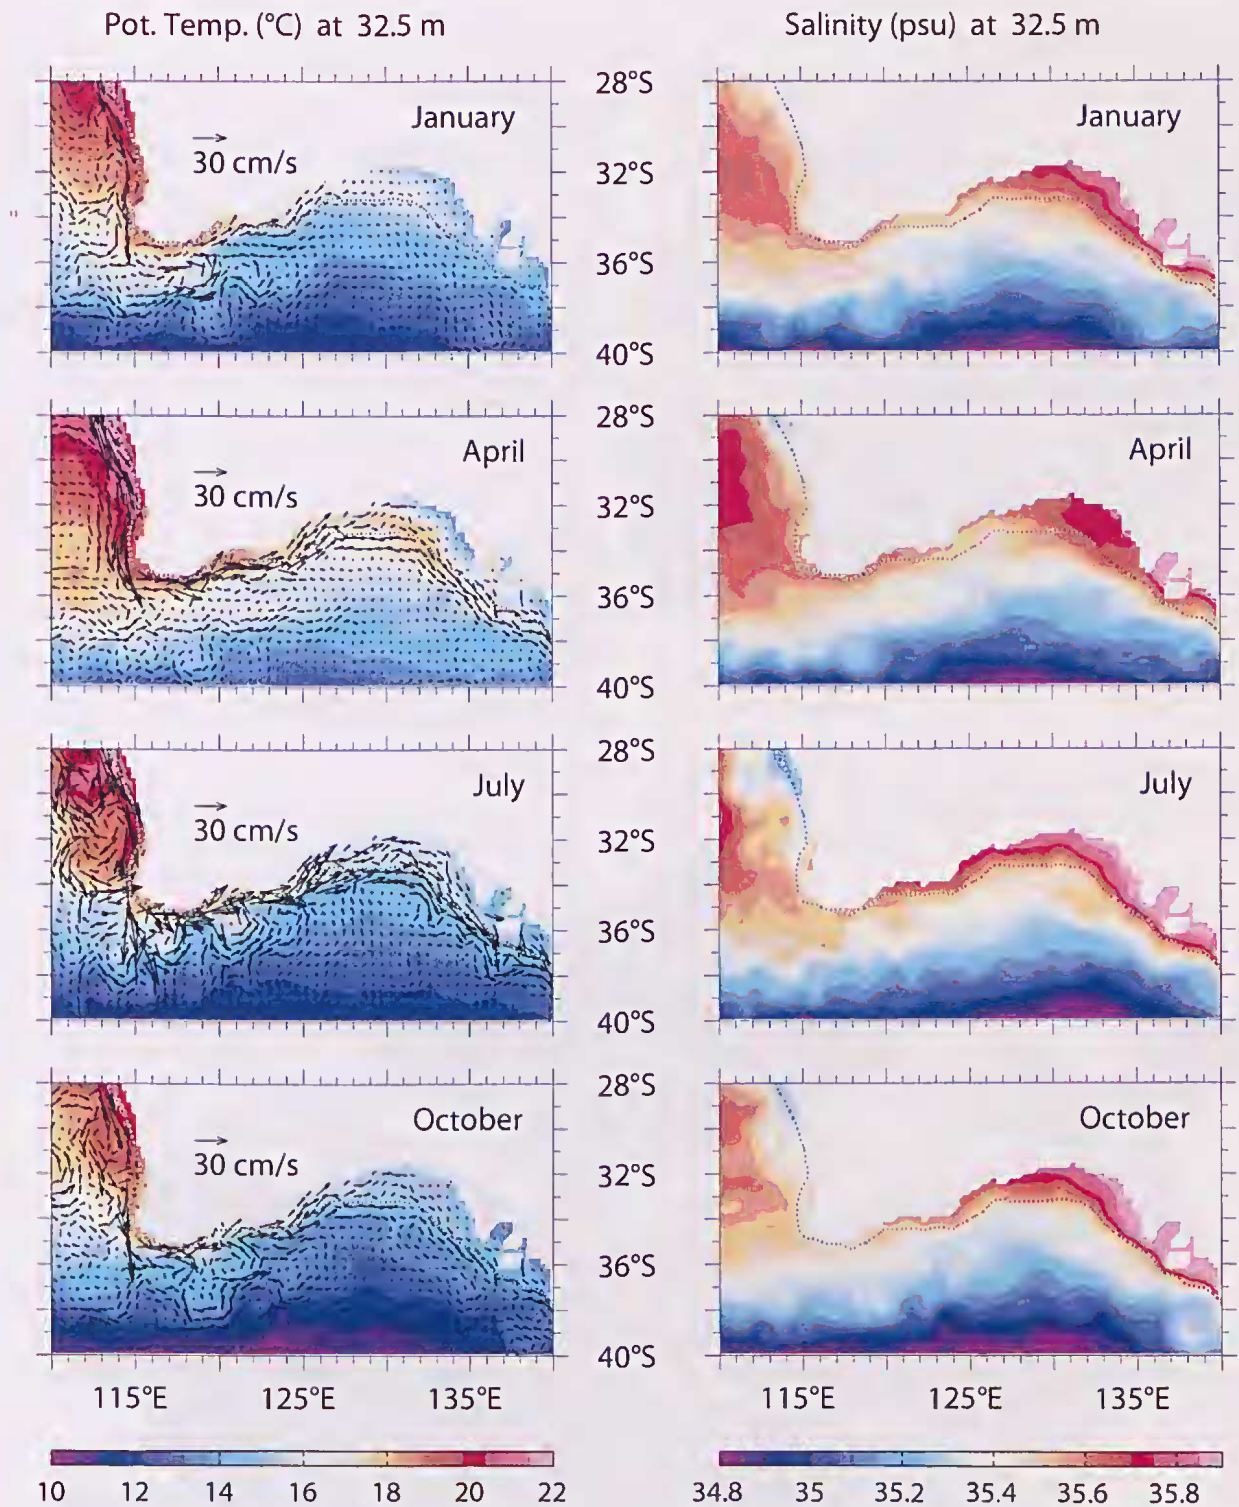 Pot. Temp. (°C) at 32.5 m
Salinity (psu) at 32.5 m
28°S
January
January
30 cm/s
32°S
36°S
40°S
28°S
April
April
30 cm/s
32°S
36°S
40°S
28°S
July
July
30 cm/s
32°S
36°S
40°S
28°S
October
October
30 cm/s
32°S
36°S
40°S
115°E 125°E 135°E
115°E 125°E 135°E
10 12 14 16 18 20 22
34.8 35 35.2 35.4 35.6 35.8